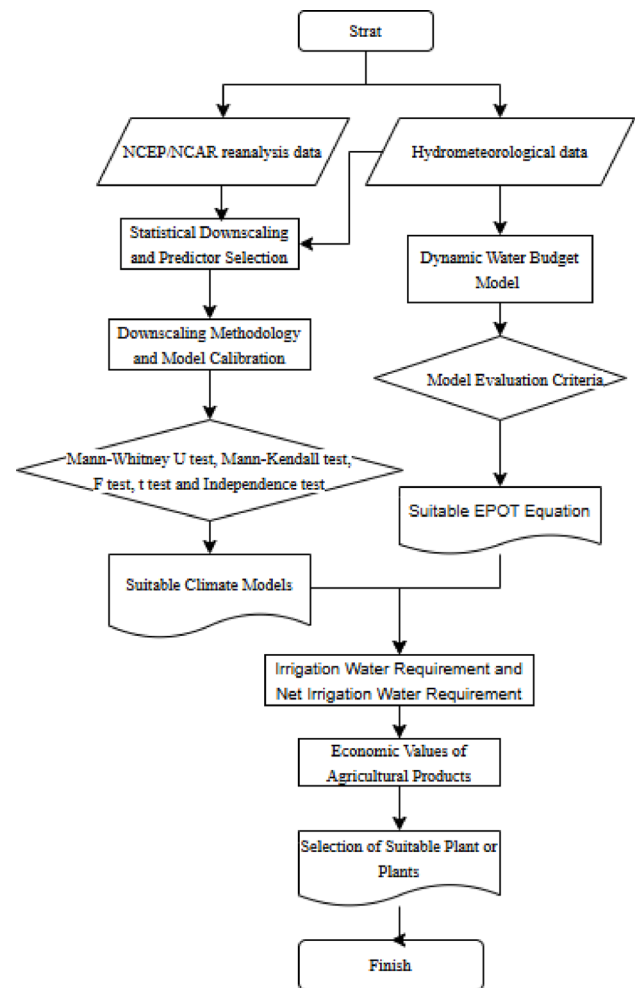 Strat
NCEP/NCAR reanalysis data
Hydrometeorological data
Statistical Downscaling
and Predictor Selection
Dynamic Water Budget
Model
Downscaling Methodology
and Model Calibration
Model Evaluation Criteria
Mann-Whitney U test, Mann-Kendall test,
F test, t test and Independence test
Suitable EPOT Equation
Suitable Climate Models
Irrigation Water Requirement and
Net Irrigation Water Requirement
Economic Values of
Agricultural Products
Selection of Suitable Plant or
Plants
Finish